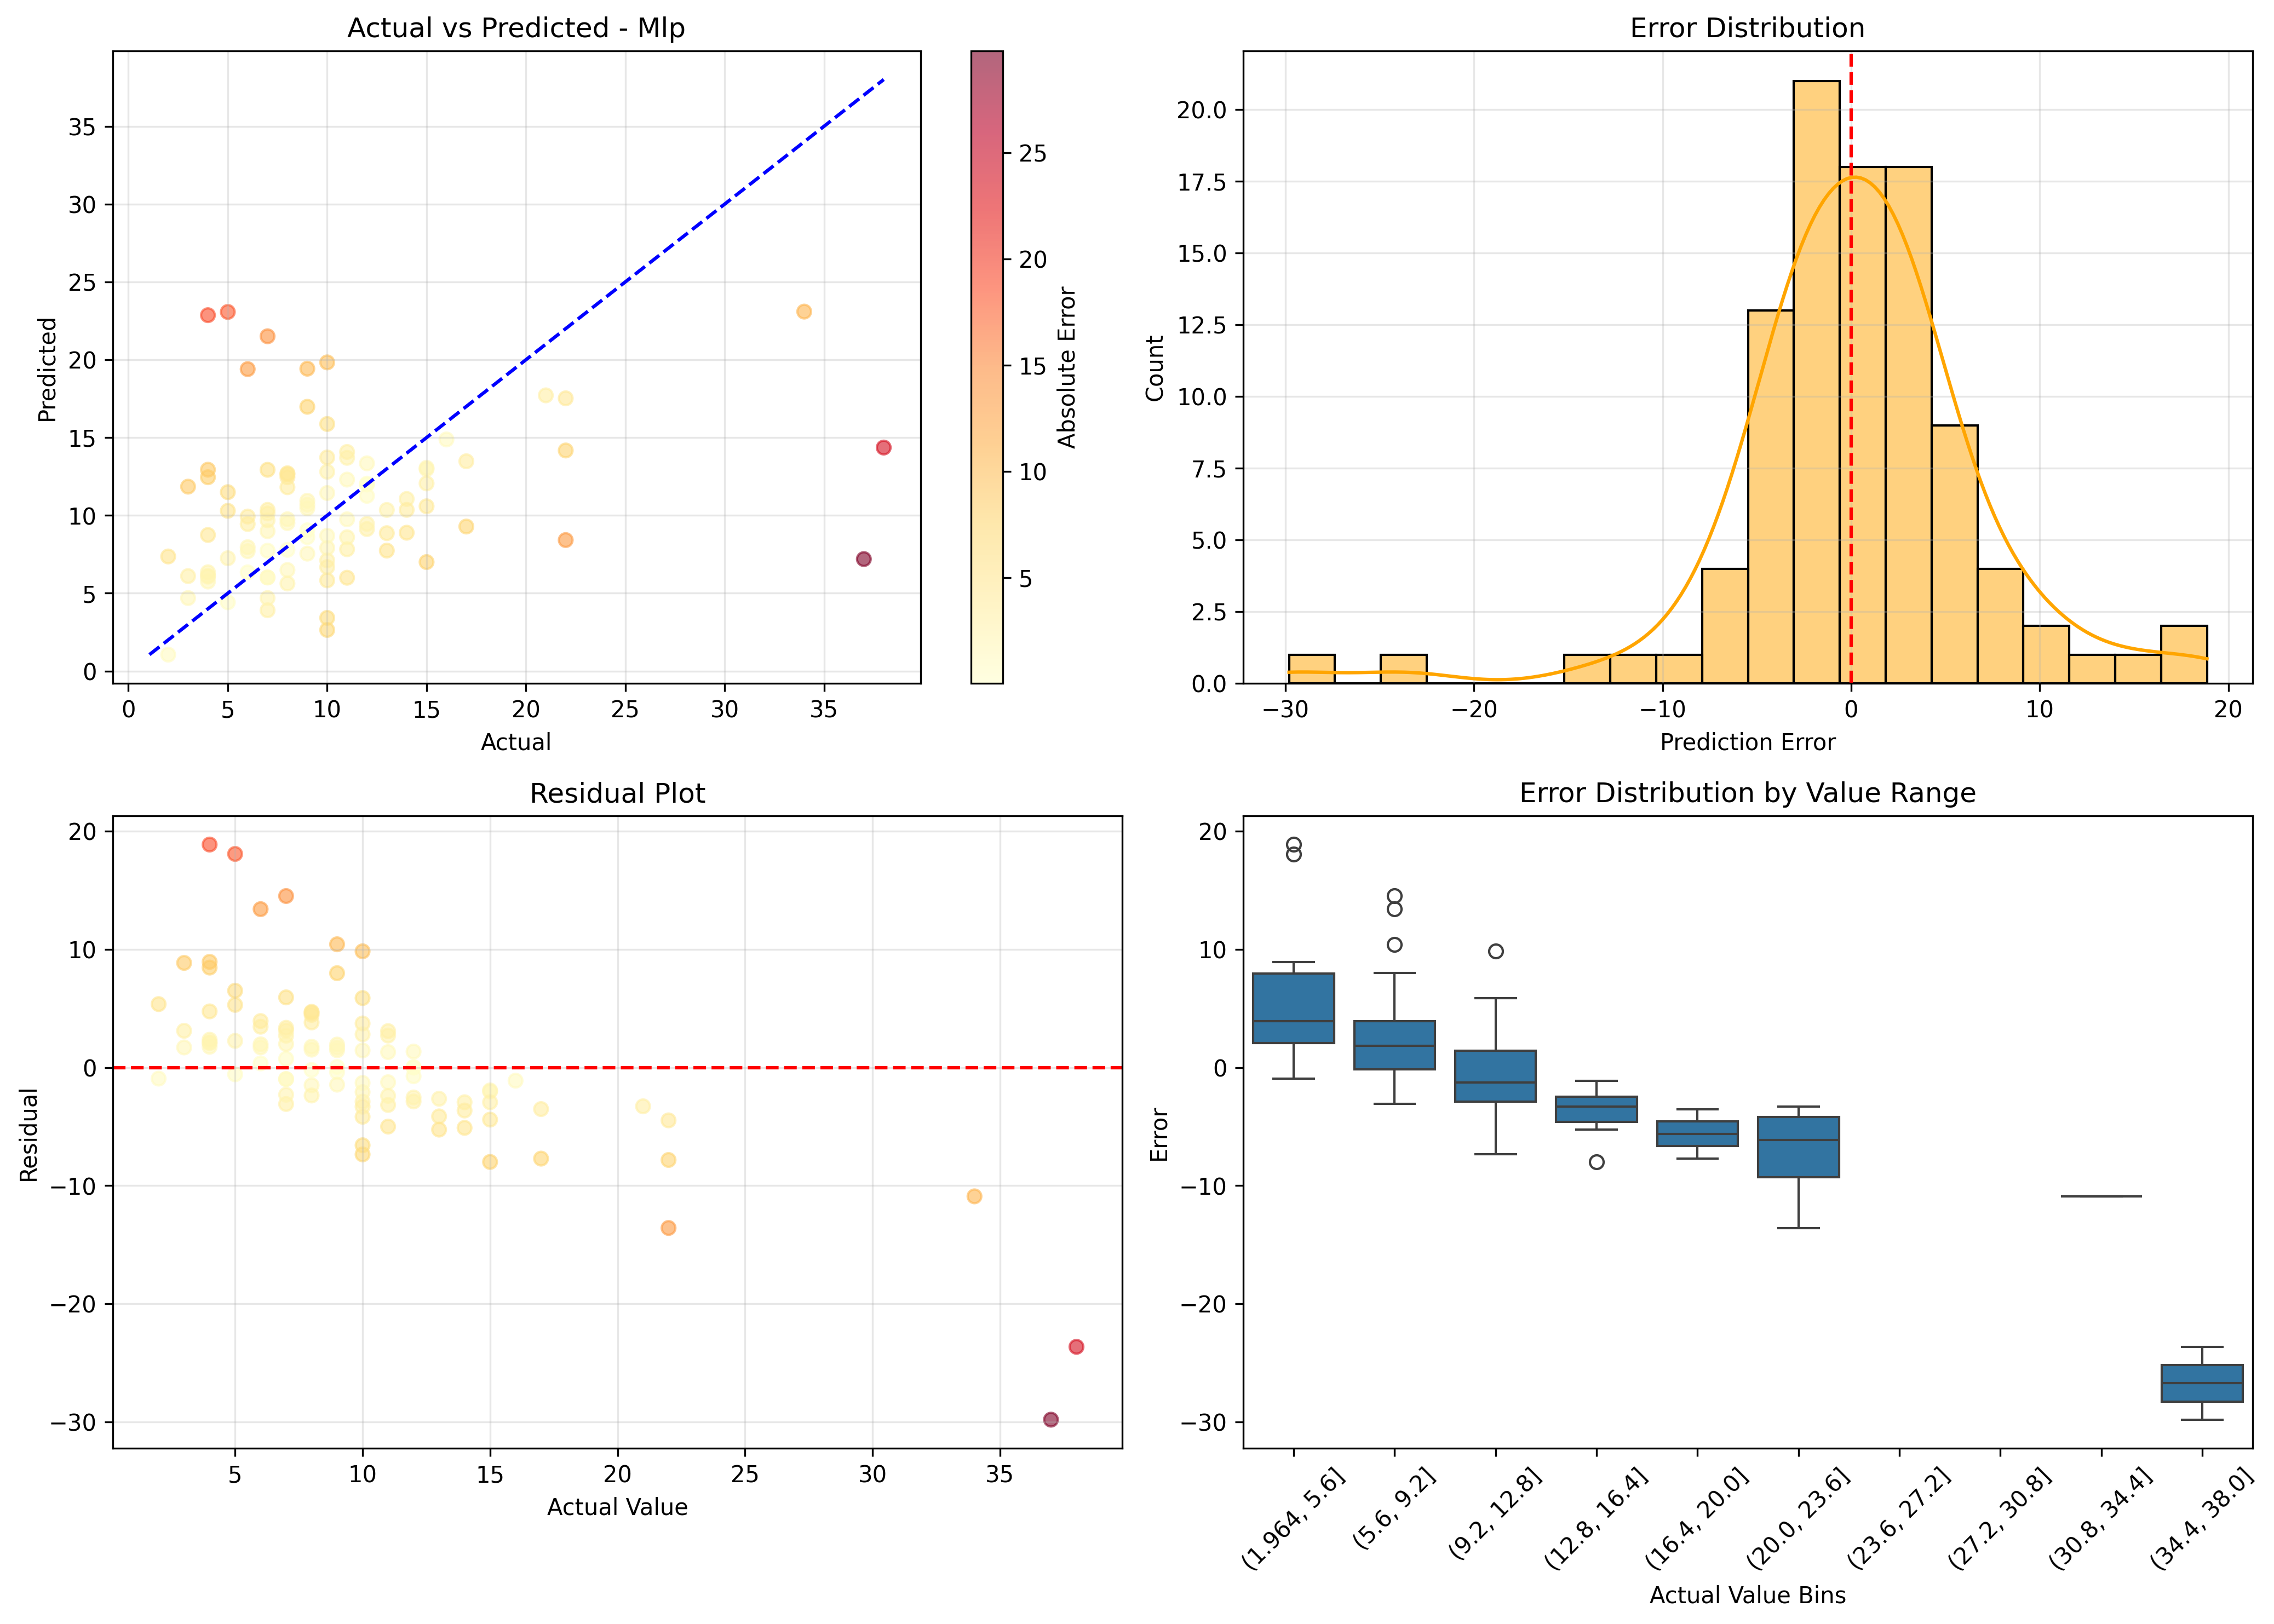 Actual vs Predicted - Mlp
Predicted
35
30
25
20
15
10
5
0
0 5 10 15 20 25 30 35
Actual
25
20
15
10
5
Absolute Error
Error Distribution
Count
20.0
17.5
15.0
12.5
10.0
7.5
5.0
2.5
0.0
−30 −20 −10 0 10 20
Prediction Error
Residual Plot
Residual
20
10
0
−10
−20
−30
5 10 15 20 25 30 35
Actual Value
Error Distribution by Value Range
Error
20
10
0
−10
−20
−30
(1.964, 5.6]
(5.6, 9.2]
(9.2, 12.8]
(12.8, 16.4]
(16.4, 20.0]
(20.0, 23.6]
(23.6, 27.2]
(27.2, 30.8]
(30.8, 34.4]
(34.4, 38.0]
Actual Value Bins